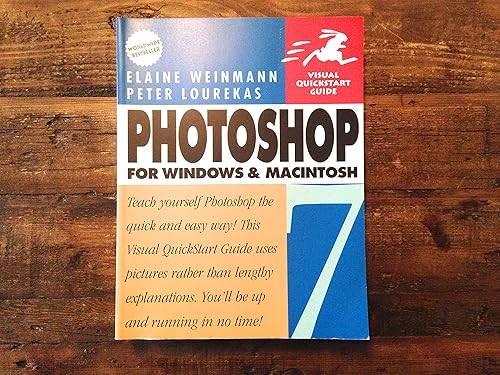 WORLDWIDE
BESTSELLER
ELAINE WEINMANN
PETER LOUREKAS
VISUAL
QUICKSTART
GUIDE
PHOTOSHOP
FOR WINDOWS & MACINTOSH
Teach yourself Photoshop the
quick and easy way! This
Visual QuickStart Guide uses
pictures rather than lengthy
explanations. You'll be up
and running in no time!
7